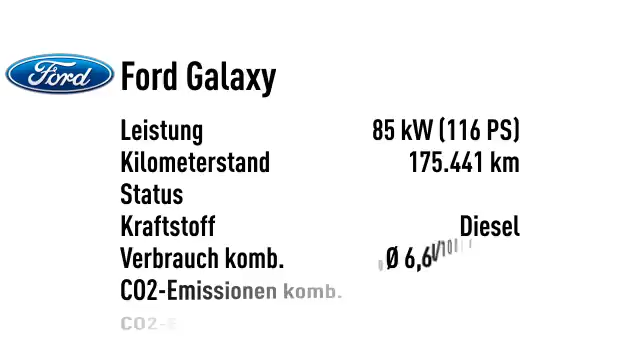 Ford
Ford Galaxy
Leistung 85 kW (116 PS)
Kilometerstand 175.441 km
Status
Kraftstoff Diesel
Verbrauch komb. Ø 6,6
CO2-Emissionen komb.
CO2-E